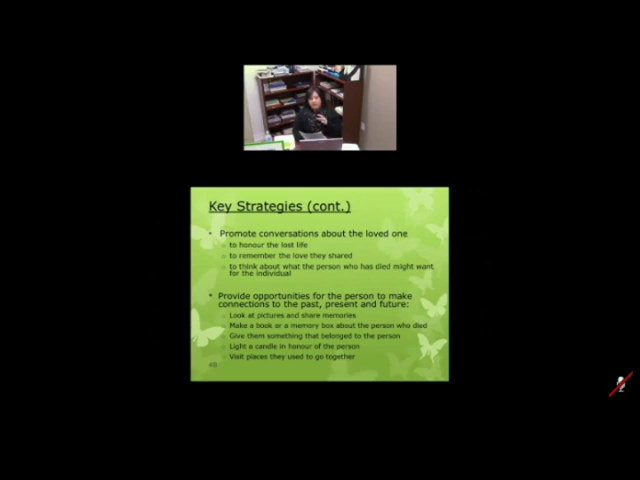 Key Strategies (cont.)
• Promote conversations about the loved one
○ to honour the lost life
○ to remember the love they shared
○ to think about what the person who has died might want
for the individual
• Provide opportunities for the person to make
connections to the past, present and future:
○ Look at pictures and share memories
○ Make a book or a memory box about the person who died
○ Give them something that belonged to the person
○ Light a candle in honour of the person
○ Visit places they used to go together
48